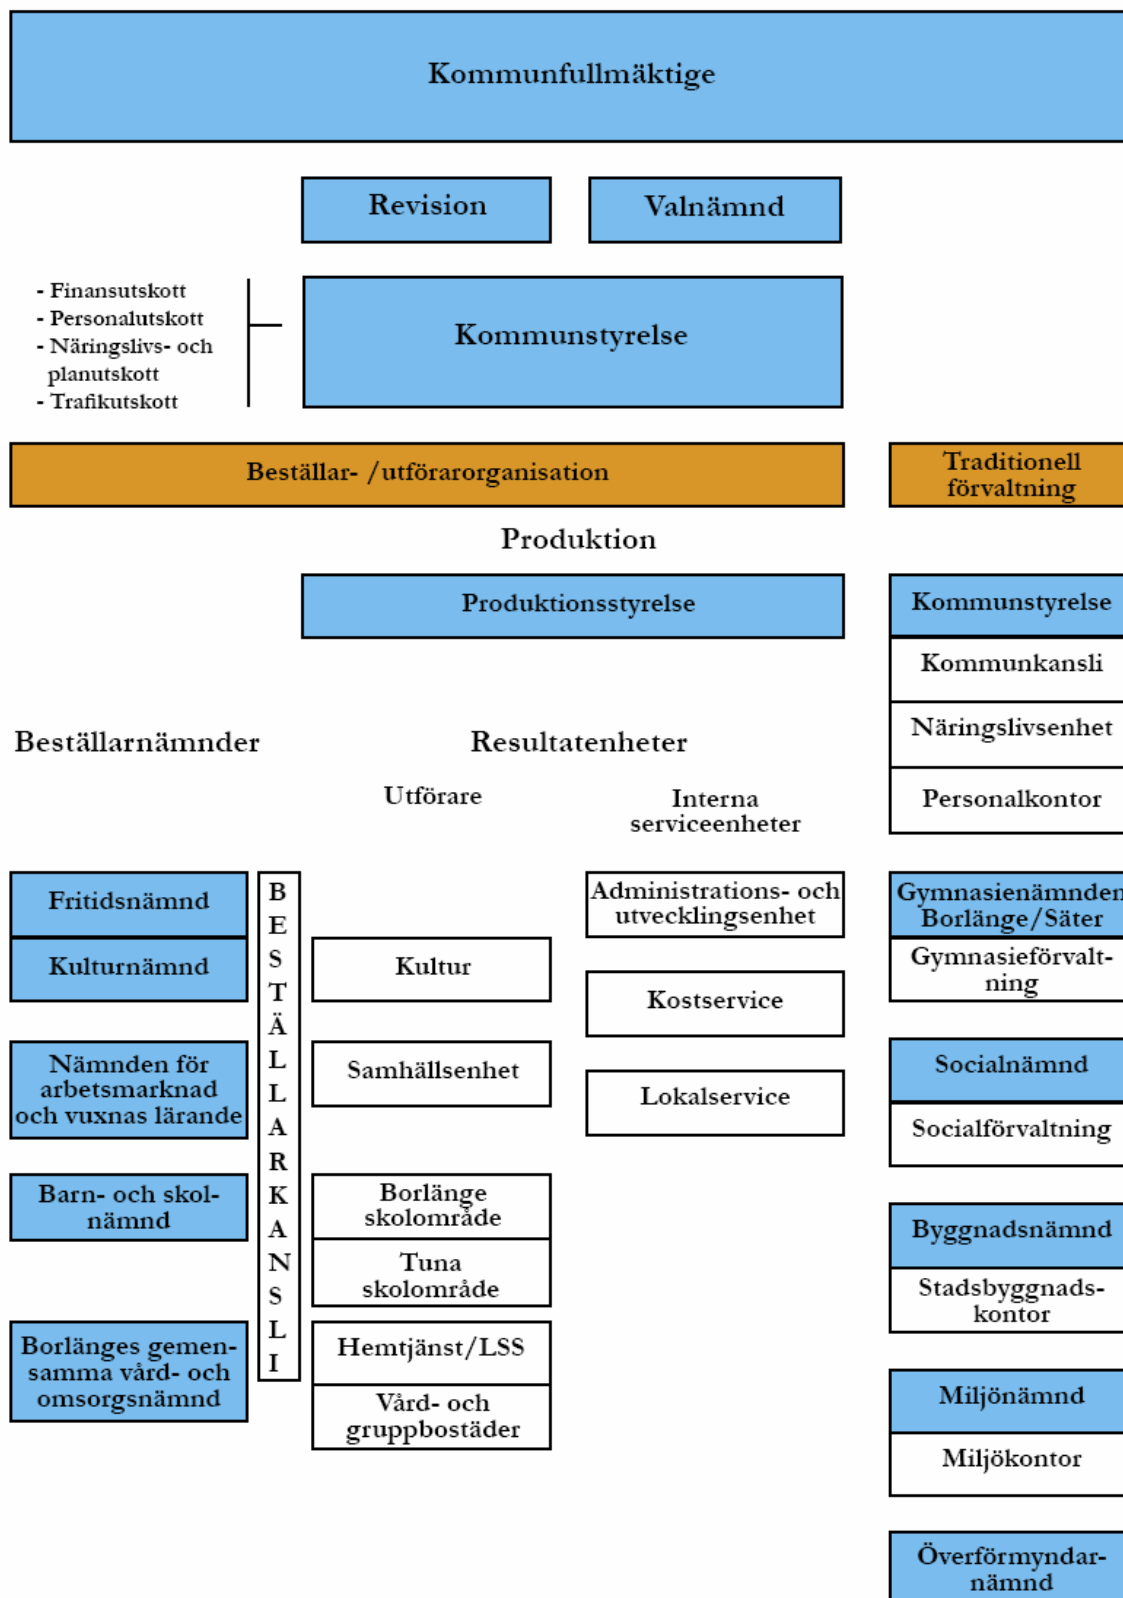 Kommunfullmäktige
Revision
Valnämnd
- Finansutskott
- Personalutskott
- Näringslivs- och
planutskott
- Trafikutskott
Kommunstyrelse
Beställar- /utförarorganisation
Traditionell
förvaltning
Produktion
Produktionsstyrelse
Kommunstyrelse
Kommunkansli
Näringslivsenhet
Personalkontor
Beställarnämnder
Resultatenheter
Utförare
Interna
serviceenheter
Fritidsnämnd
Kulturnämnd
Nämnden för
arbetsmarknad
och vuxnas lärande
Barn- och skol-
nämnd
Borlänges gemen-
samma vård- och
omsorgsnämnd
B
E
S
T
Ä
L
L
A
R
K
A
N
S
L
I
Kultur
Samhällsenhet
Borlänge
skolområde
Tuna
skolområde
Hemtjänst/LSS
Vård- och
gruppbostäder
Administrations- och
utvecklingsenhet
Kostservice
Lokalservice
Gymnasienämnden
Borlänge/Säter
Gymnasieförvalt-
ning
Socialnämnd
Socialförvaltning
Byggnadsnämnd
Stadsbyggnads-
kontor
Miljönämnd
Miljökontor
Överförmyndar-
nämnd